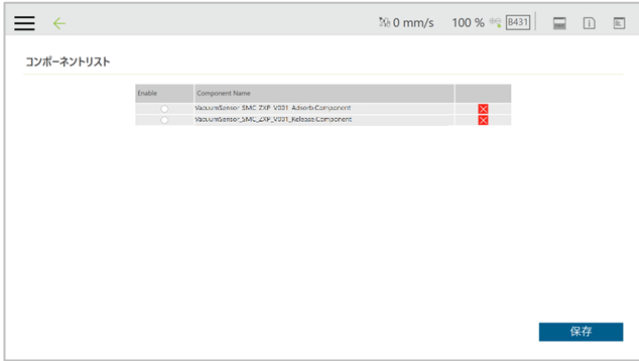 0 mm/s 100 % B431
コンポーネントリスト
Enable Component Name
VacuumSensor_SMC_ZXP_V001_AdsorbComponent
VacuumSensor_SMC_ZXP_V001_ReleaseComponent
保存